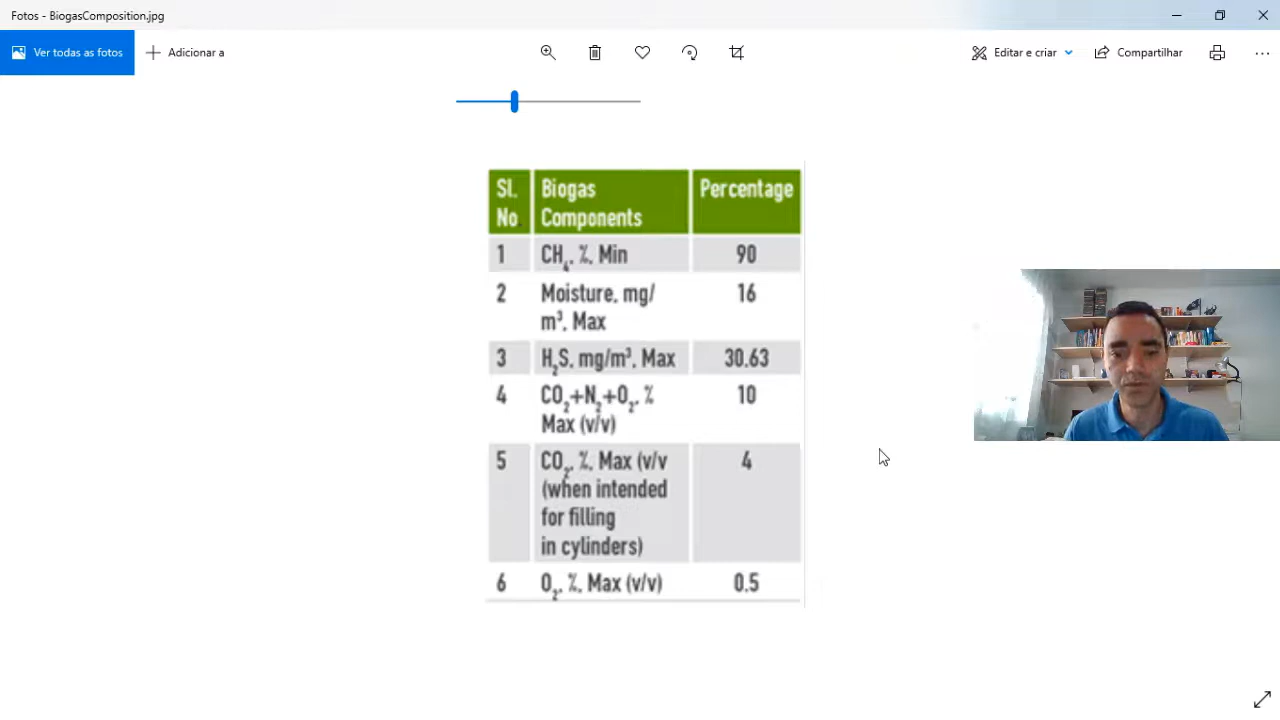 Fotos - BiogasComposition.jpg
Ver todas as fotos
Adicionar a
Editar e criar
Compartilhar
Sl. No. Biogas Components Percentage
1 CH₄, %, Min 90
2 Moisture, mg/
m³, Max 16
3 H₂S, mg/m³, Max 30.63
4 CO₂+N₂+O₂, %
Max (v/v) 10
5 CO₂, %, Max (v/v
(when intended
for filling
in cylinders) 4
6 O₂, %, Max (v/v) 0.5